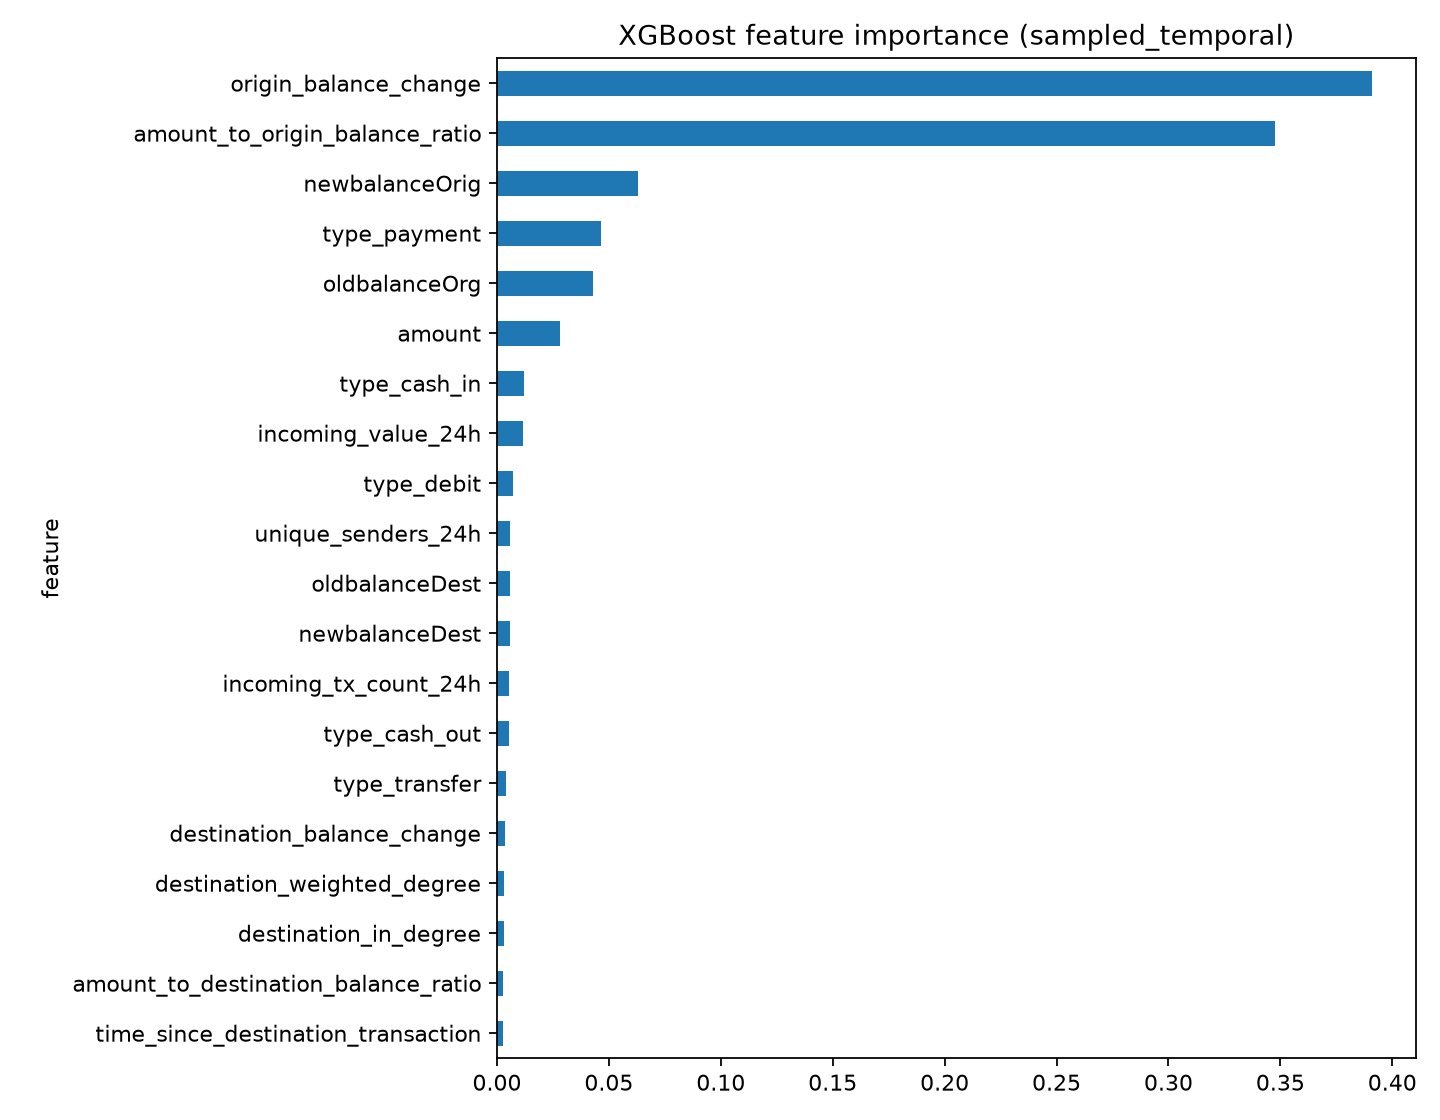 XGBoost feature importance (sampled_temporal)
origin_balance_change
amount_to_origin_balance_ratio
newbalanceOrig
type_payment
oldbalanceOrg
amount
type_cash_in
incoming_value_24h
type_debit
unique_senders_24h
oldbalanceDest
newbalanceDest
incoming_tx_count_24h
type_cash_out
type_transfer
destination_balance_change
destination_weighted_degree
destination_in_degree
amount_to_destination_balance_ratio
time_since_destination_transaction
feature
0.00 0.05 0.10 0.15 0.20 0.25 0.30 0.35 0.40